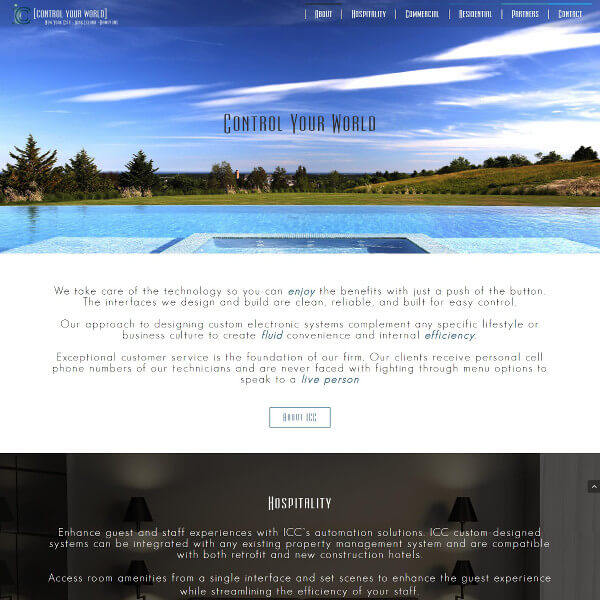 [Control your world]
New York City - Long Island - Hamptons
About
Hospitality
Commercial
Residential
Partners
Contact
Control Your World
We take care of the technology so you can enjoy the benefits with just a push of the button.
The interfaces we design and build are clean, reliable, and built for easy control.
Our approach to designing custom electronic systems complement any specific lifestyle or
business culture to create fluid convenience and internal efficiency.
Exceptional customer service is the foundation of our firm. Our clients receive personal cell
phone numbers of our technicians and are never faced with fighting through menu options to
speak to a live person
About ICC
Hospitality
Enhance guest and staff experiences with ICC`s automation solutions. ICC custom designed
systems can be integrated with any existing property management system and are compatible
with both retrofit and new construction hotels.
Access room amenities from a single interface and set scenes to enhance the guest experience
while streamlining the efficiency of your staff.